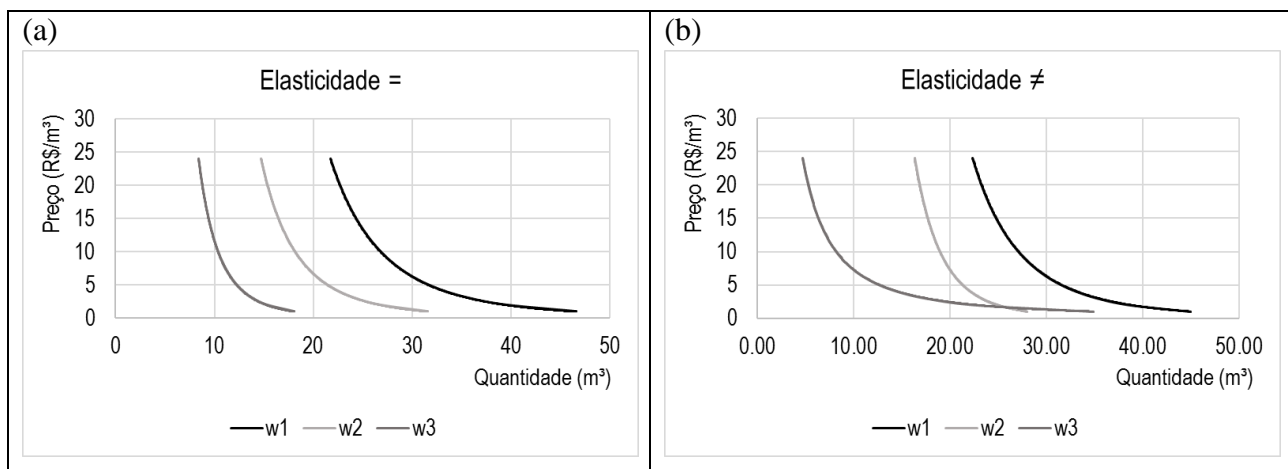 (a)
Elasticidade =
Preço (R$/m³)
30
25
20
15
10
5
0
0 10 20 30 40 50
Quantidade (m³)
w1 w2 w3
(b)
Elasticidade ≠
Preço (R$/m³)
30
25
20
15
10
5
0
0.00 10.00 20.00 30.00 40.00 50.00
Quantidade (m³)
w1 w2 w3